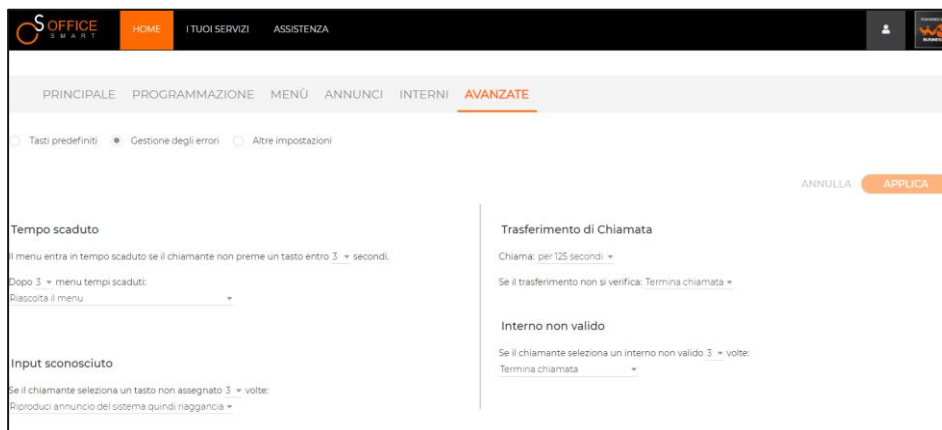 OS OFFICE SMART HOME I TUOI SERVIZI ASSISTENZA
PRINCIPALE PROGRAMMAZIONE MENÙ ANNUNCI INTERNI AVANZATE
Tasti predefiniti Gestione degli errori Altre impostazioni
ANNULLA APPLICA
Tempo scaduto
Il menu entra in tempo scaduto se il chiamante non preme un tasto entro 3 secondi.
Dopo 3 menu tempi scaduti:
Riascolta il menu
Input sconosciuto
Se il chiamante seleziona un tasto non assegnato 3 volte:
Riproduci annuncio del sistema quindi riaggancia
Trasferimento di Chiamata
Chiama: per 125 secondi
Se il trasferimento non si verifica: Termina chiamata
Interno non valido
Se il chiamante seleziona un interno non valido 3 volte:
Termina chiamata